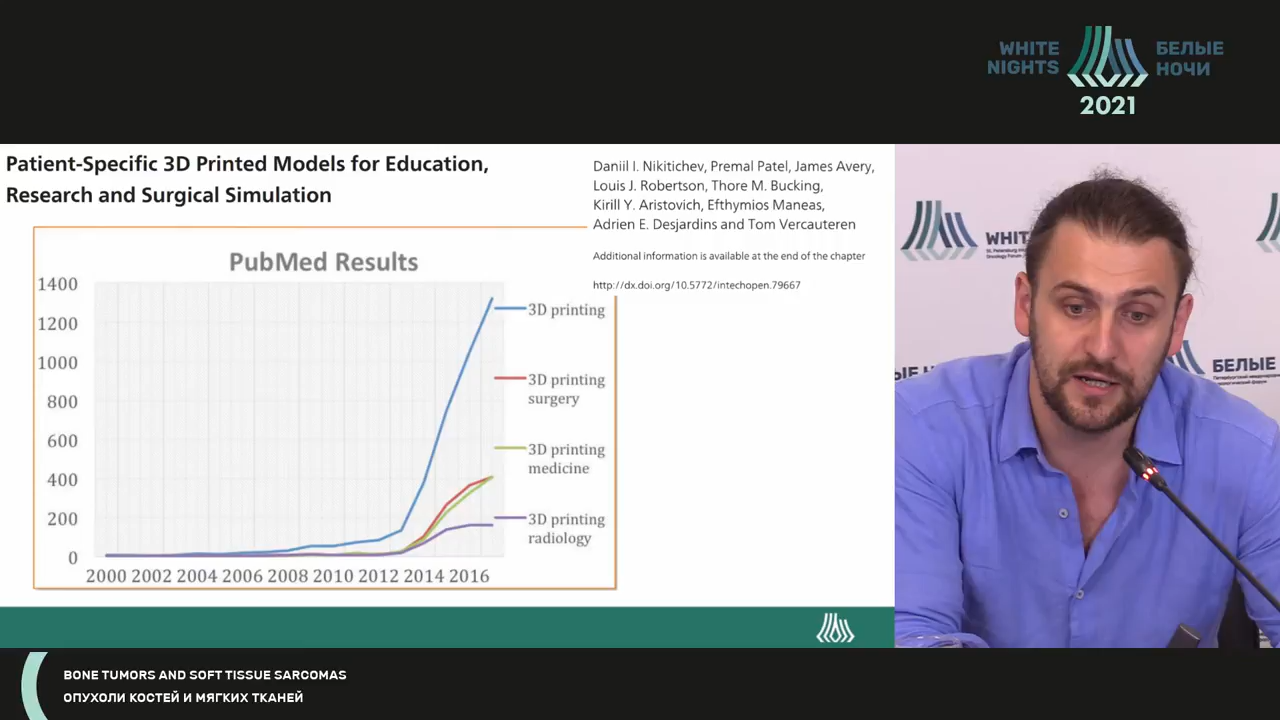 WHITE
NIGHTS
БЕЛЫЕ
НОЧИ
2021
Patient-Specific 3D Printed Models for Education,
Research and Surgical Simulation
Daniil I. Nikitichev, Premal Patel, James Avery,
Louis J. Robertson, Thore M. Bucking,
Kirill Y. Aristovich, Efthymios Maneas,
Adrien E. Desjardins and Tom Vercauteren
Additional information is available at the end of the chapter
http://dx.doi.org/10.5772/intechopen.79667
PubMed Results
1400
1200
1000
800
600
400
200
0
2000 2002 2004 2006 2008 2010 2012 2014 2016
3D printing
3D printing
surgery
3D printing
medicine
3D printing
radiology
WHIT
БЕЛЫЕ
BONE TUMORS AND SOFT TISSUE SARCOMAS
ОПУХОЛИ КОСТЕЙ И МЯГКИХ ТКАНЕЙ